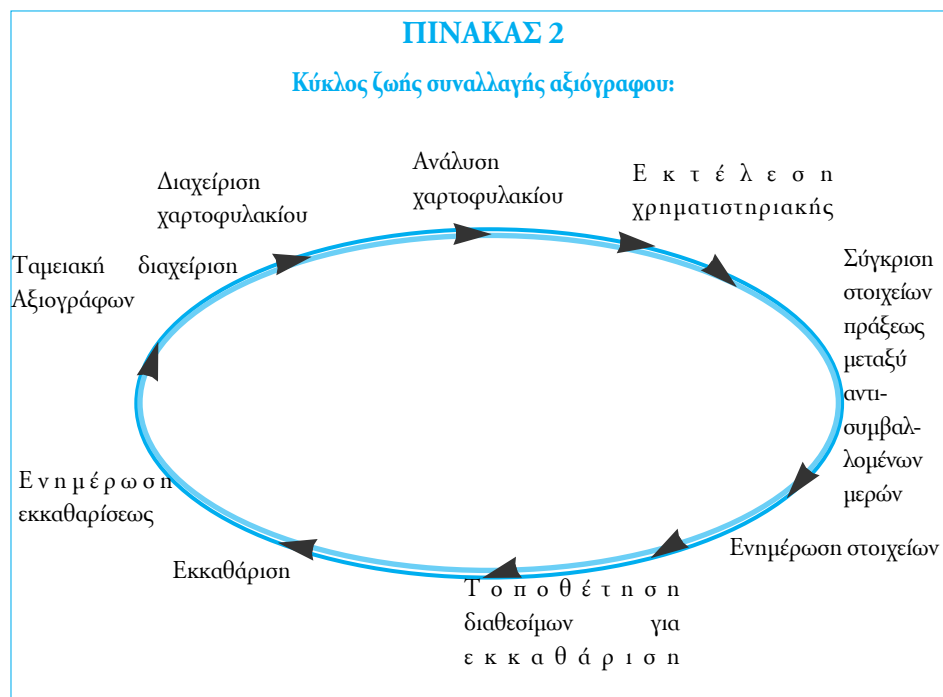 ΠΙΝΑΚΑΣ 2
Κύκλος ζωής συναλλαγής αξιόγραφου:
Ανάλυση
χαρτοφυλακίου
Εκτέλεση
χρηματιστηριακής
Διαχείριση
χαρτοφυλακίου
Ταμειακή διαχείριση
Αξιογράφων
Σύγκριση
στοιχείων
πράξεως
μεταξύ
αντι-
συμβαλ-
λομένων
μερών
Ενημέρωση
εκκαθαρίσεως
Ενημέρωση στοιχείων
Εκκαθάριση
Τοποθέτηση
διαθεσίμων για
εκκαθάριση